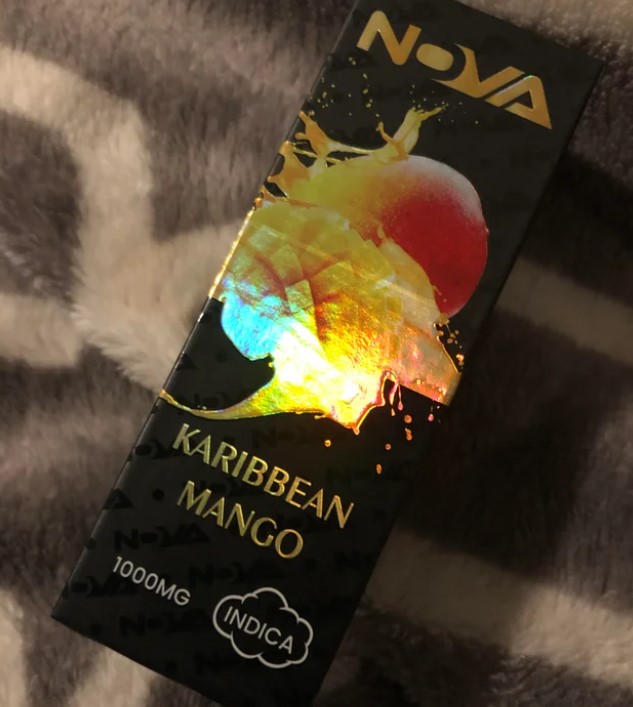 NOVA
KARIBBEAN
MANGO
1000MG
INDICA